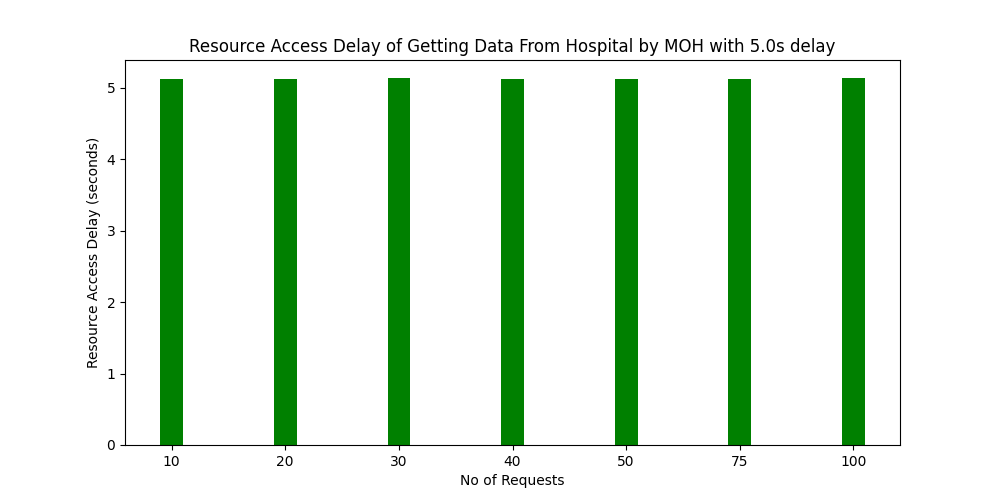 Resource Access Delay of Getting Data From Hospital by MOH with 5.0s delay
Resource Access Delay (seconds)
5
4
3
2
1
0
10 20 30 40 50 75 100
No of Requests